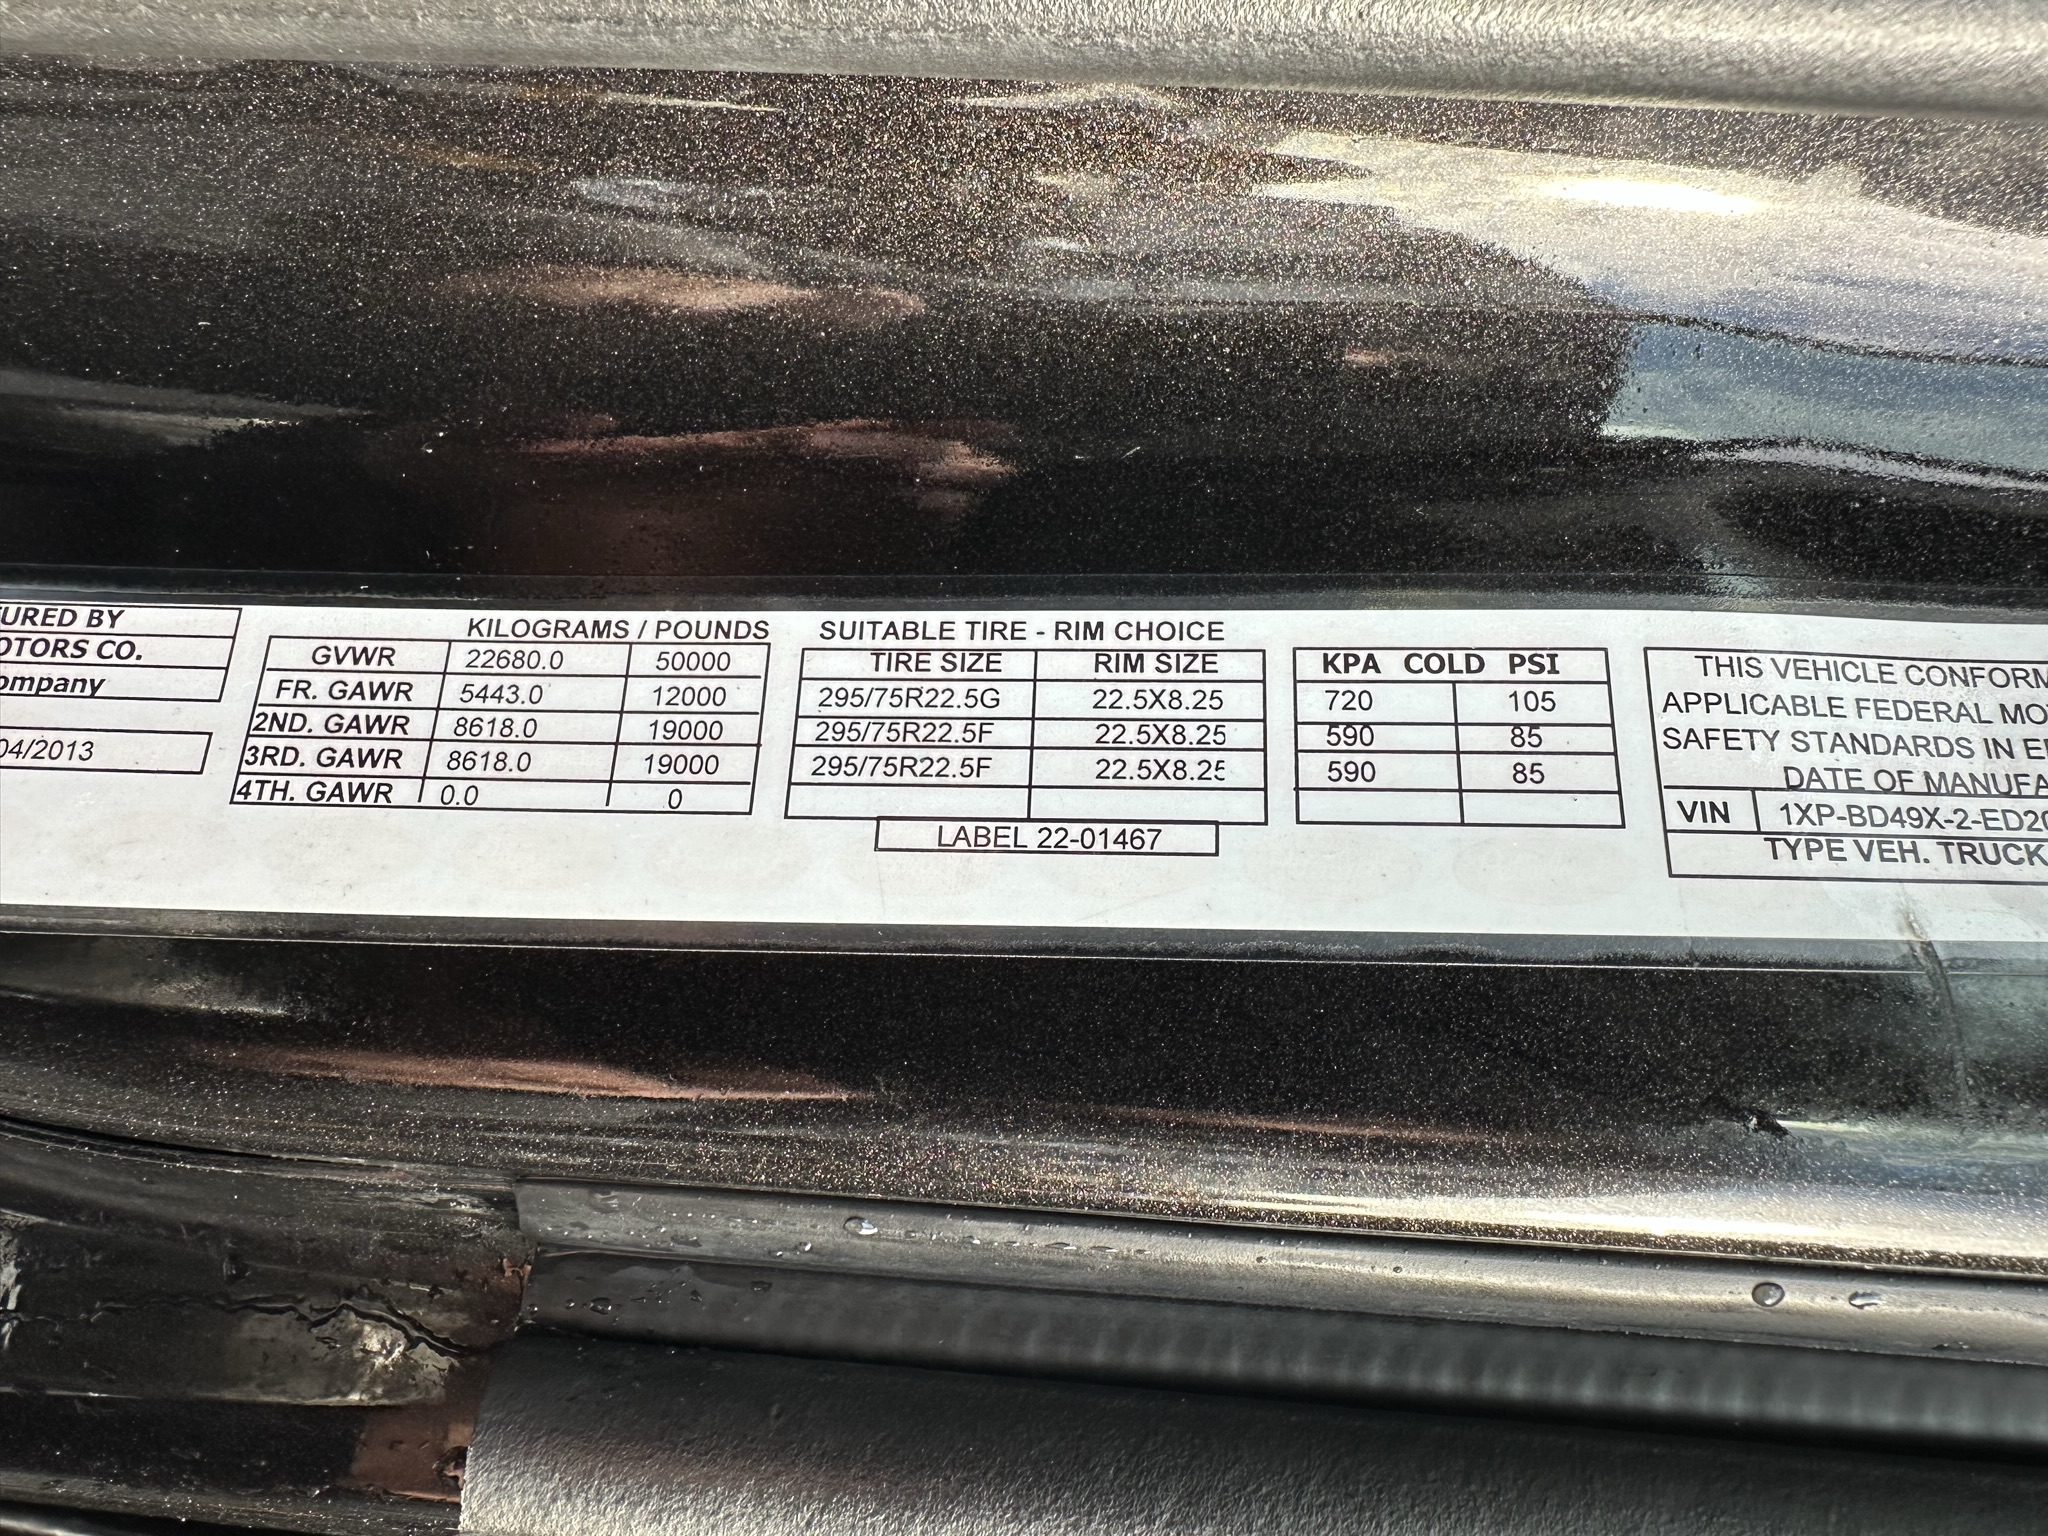 URED BY
OTORS CO.
ompany
04/2013
KILOGRAMS / POUNDS
GVWR 22680.0 50000
FR. GAWR 5443.0 12000
2ND. GAWR 8618.0 19000
3RD. GAWR 8618.0 19000
4TH. GAWR 0.0 0
SUITABLE TIRE - RIM CHOICE
TIRE SIZE RIM SIZE
295/75R22.5G 22.5X8.25
295/75R22.5F 22.5X8.25
295/75R22.5F 22.5X8.25
LABEL 22-01467
KPA COLD PSI
720 105
590 85
590 85
THIS VEHICLE CONFORM
APPLICABLE FEDERAL MO
SAFETY STANDARDS IN E
DATE OF MANUFA
VIN 1XP-BD49X-2-ED20
TYPE VEH. TRUCK